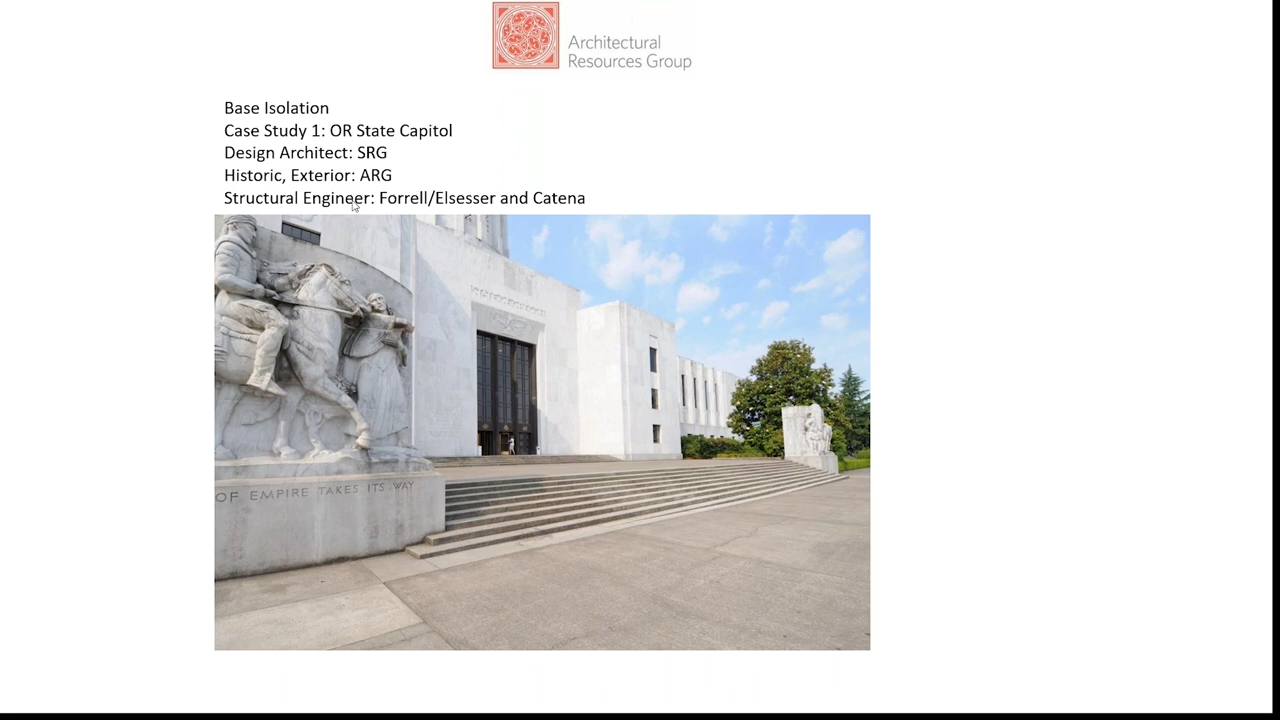 Architectural
Resources Group
Base Isolation
Case Study 1: OR State Capitol
Design Architect: SRG
Historic, Exterior: ARG
Structural Engineer: Forrell/Elsesser and Catena
OF EMPIRE TAKES ITS WAY